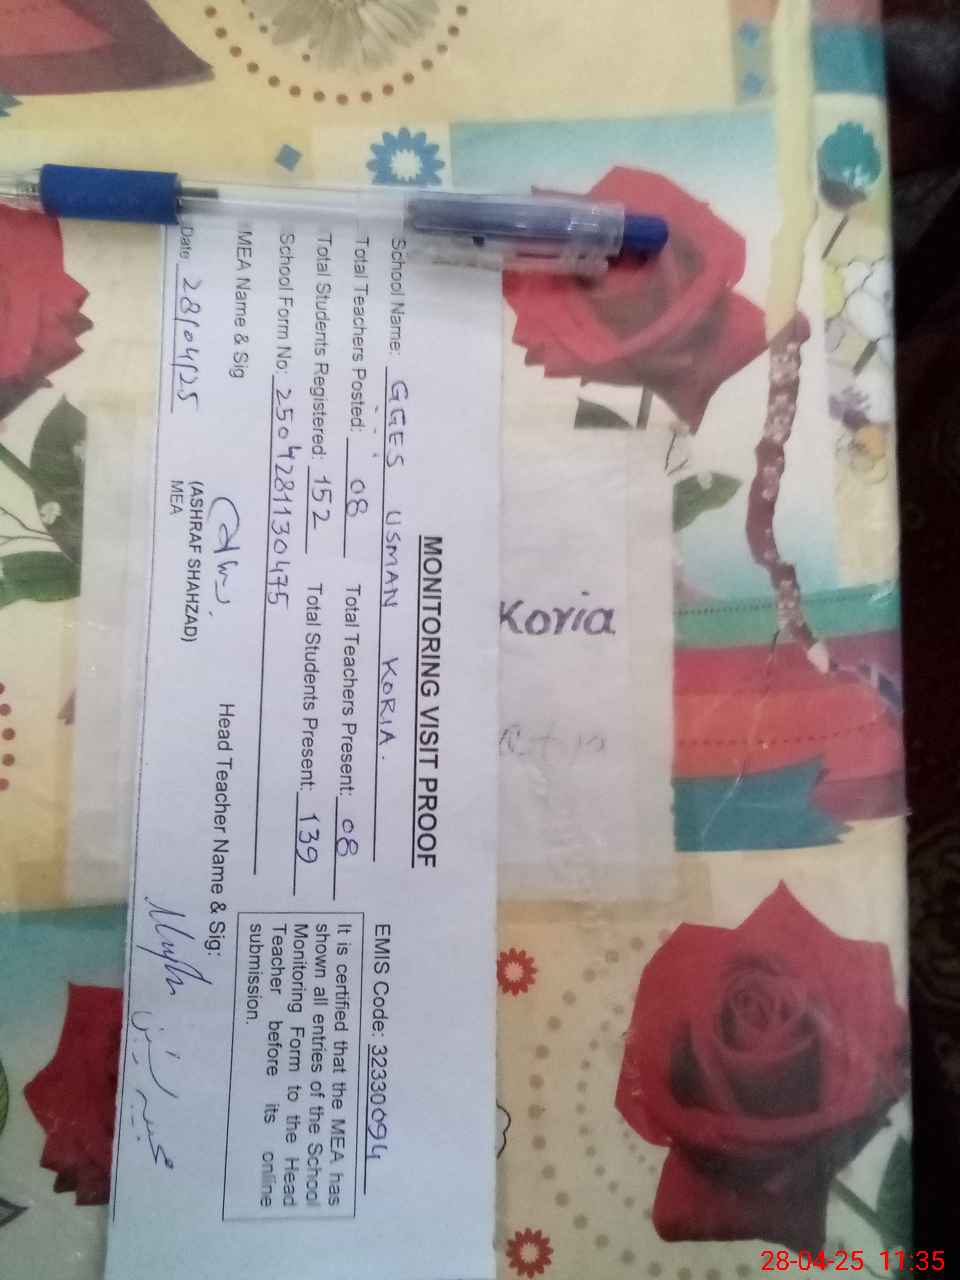 Koria
MONITORING VISIT PROOF
School Name: GGES USMAN KORIA.
EMIS Code: 32330094
Total Teachers Posted: 08 Total Teachers Present: 08
Total Students Registered: 152 Total Students Present: 139
School Form No: 2504281130475
It is certified that the MEA has
shown all entries of the School
Monitoring Form to the Head
Teacher before its online
submission.
MEA Name & Sig
Head Teacher Name & Sig:
(ASHRAF SHAHZAD)
MEA
Date 28/04/25
28-04-25 11:35